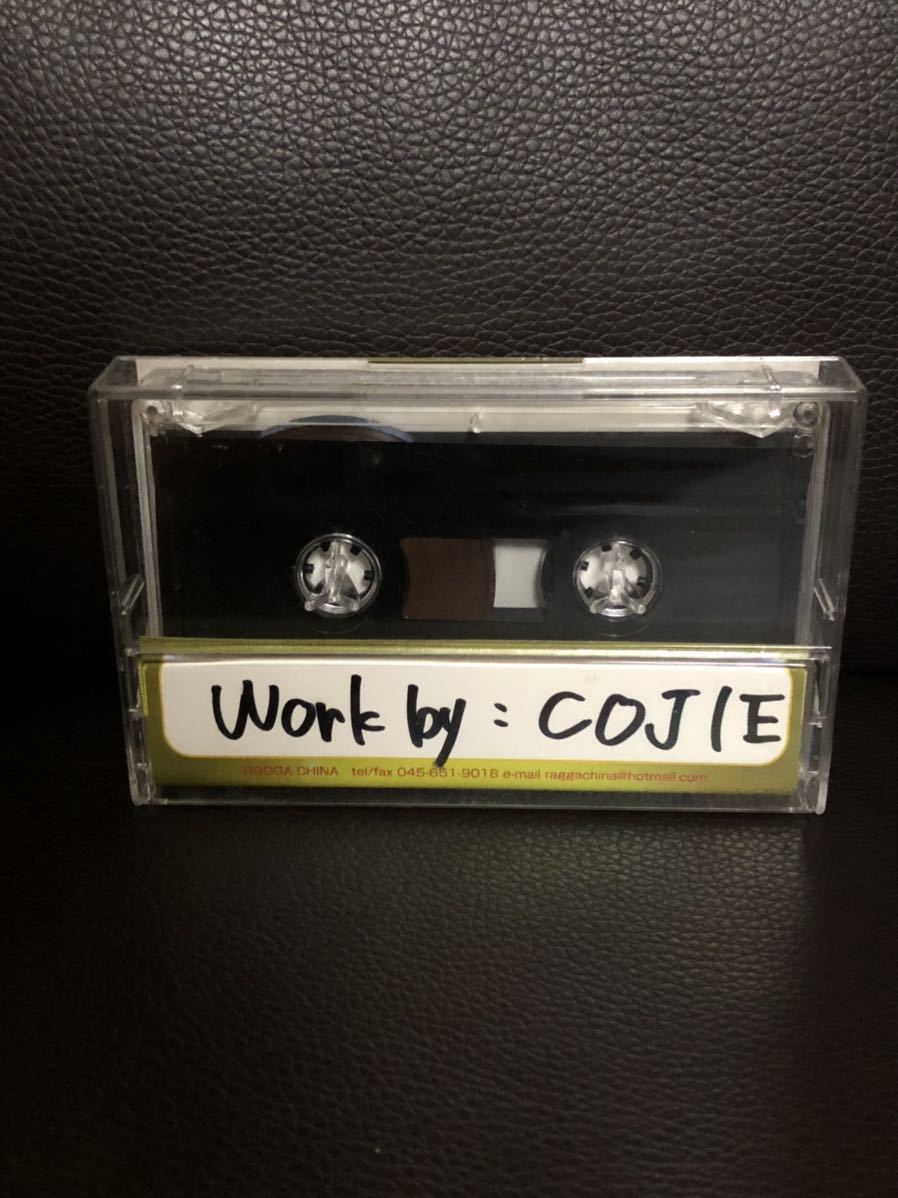 Work by : COJIE
RGGGA CHINA tel/fax 045-651-9018 e-mail raggachina@hotmail.com